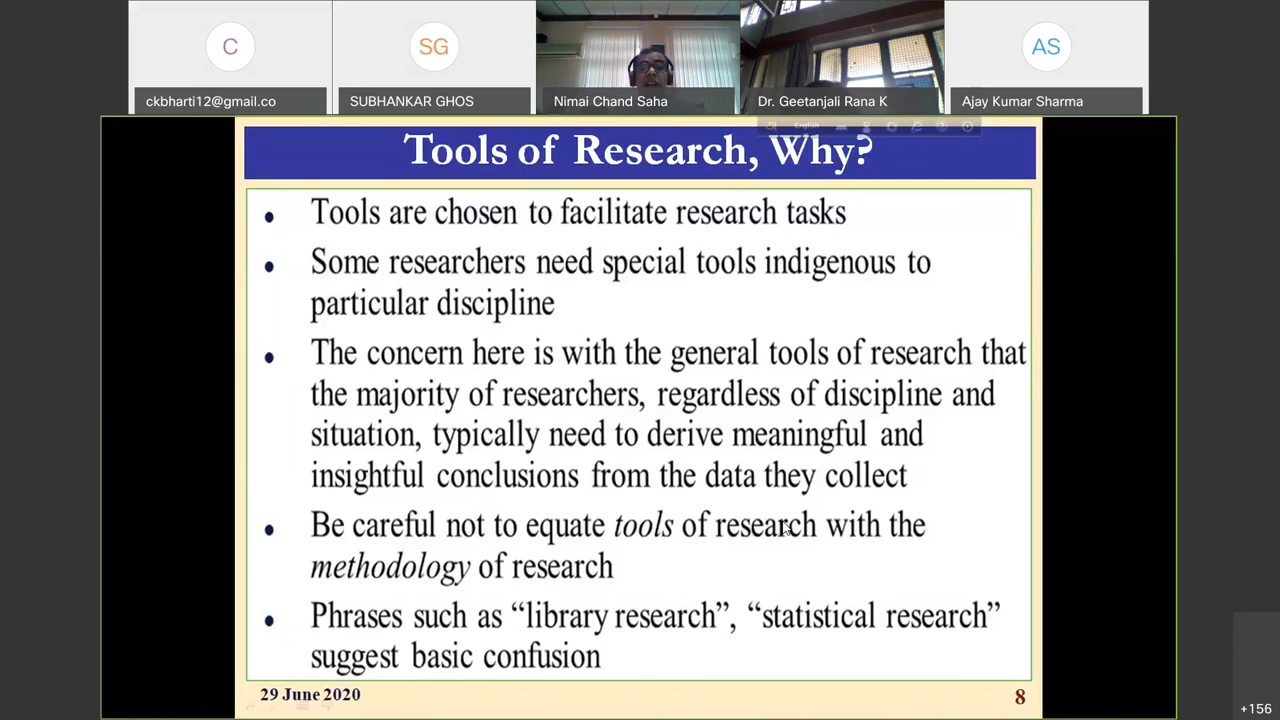 C
SG
AS
ckbharti12@gmail.co
SUBHANKAR GHOS
Nimai Chand Saha
Dr. Geetanjali Rana K
Ajay Kumar Sharma
English
Tools of Research, Why?
• Tools are chosen to facilitate research tasks
• Some researchers need special tools indigenous to
particular discipline
• The concern here is with the general tools of research that
the majority of researchers, regardless of discipline and
situation, typically need to derive meaningful and
insightful conclusions from the data they collect
• Be careful not to equate tools of research with the
methodology of research
• Phrases such as “library research”, “statistical research”
suggest basic confusion
29 June 2020
8
+156